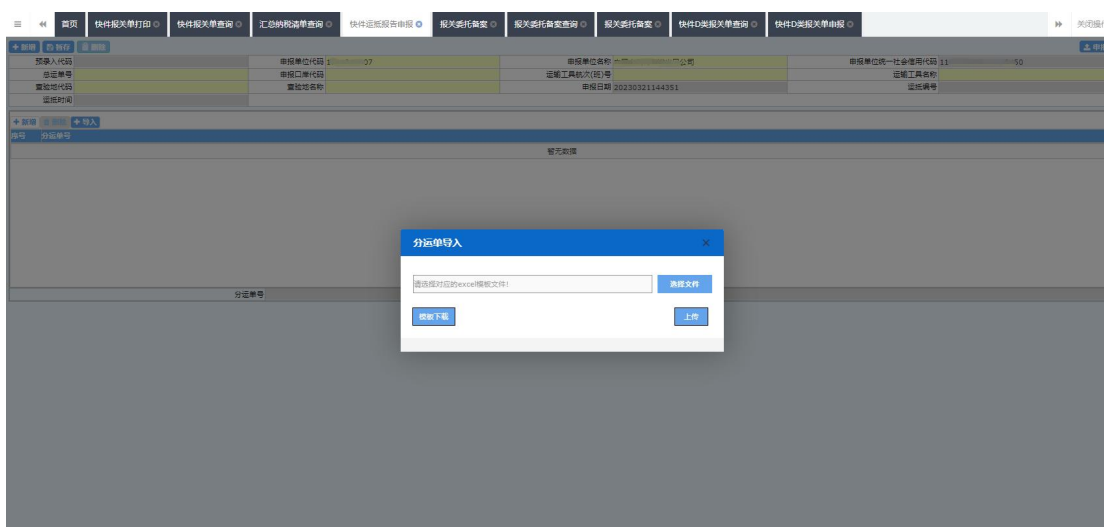 首页 快件报关单打印 快件报关单查询 汇总纳税清单查询 快件运抵报告申报 报关委托备案 报关委托备案查询 报关委托备案 快件D类报关单查询 快件D类报关单申报 关闭操作
+新增 暂存 删除 申报
预录入代码 申报单位代码 1 07 申报单位名称 公司 申报单位统一社会信用代码 11 50
总运单号 申报口岸代码 运输工具航次(班)号 运输工具名称
查验地代码 查验地名称 申报日期 20230321144351 运抵编号
运抵时间
+新增 删除 +导入
序号 分运单号
暂无数据
分运单导入 ×
请选择对应的excel模板文件! 选择文件
分运单号
模板下载 上传